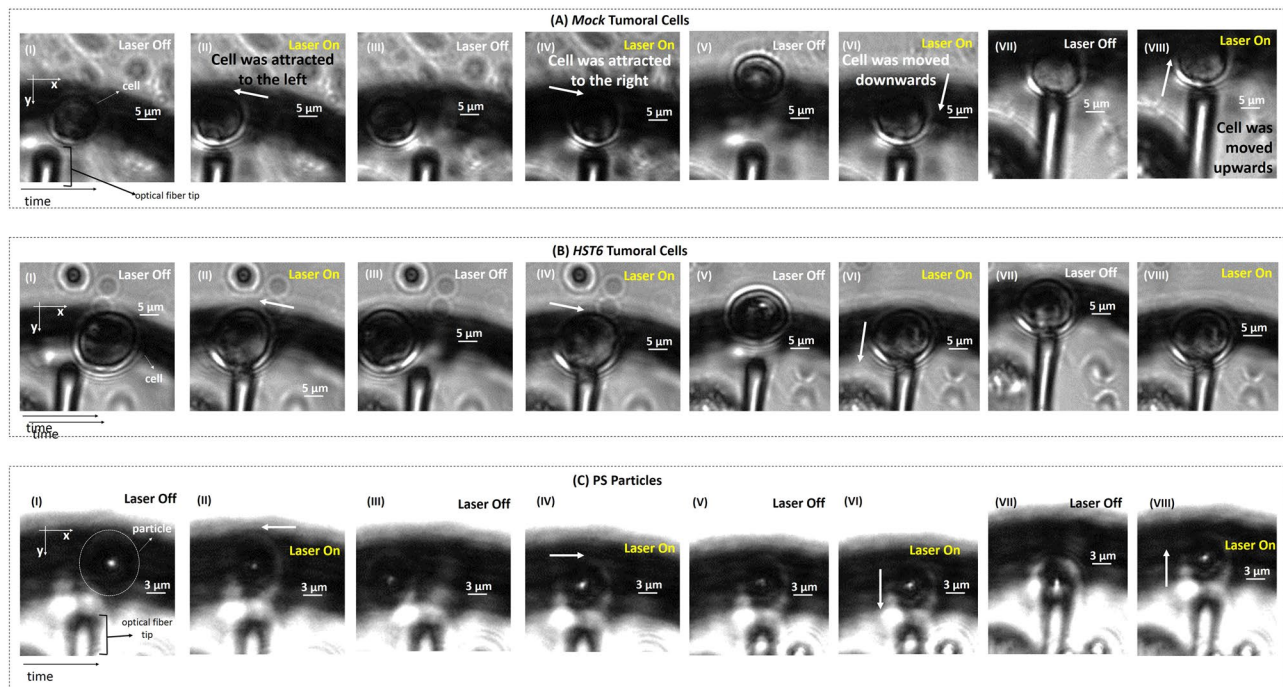 (A) Mock Tumoral Cells
(I)
Laser Off
x
y
cell
5 µm
time
optical fiber tip
(II)
Laser On
Cell was attracted
to the left
5 µm
(III)
Laser Off
5 µm
(IV)
Laser On
Cell was attracted
to the right
5 µm
(V)
Laser Off
5 µm
(VI)
Laser On
Cell was moved
downwards
5 µm
(VII)
Laser Off
5 µm
(VIII)
Laser On
5 µm
Cell was
moved
upwards
(B) HST6 Tumoral Cells
(I)
Laser Off
x
y
5 µm
cell
time
time
(II)
Laser On
5 µm
(III)
Laser Off
5 µm
(IV)
Laser On
5 µm
(V)
Laser Off
5 µm
(VI)
Laser On
5 µm
(VII)
Laser Off
5 µm
(VIII)
Laser On
5 µm
(C) PS Particles
(I)
Laser Off
x
y
particle
3 µm
optical fiber
tip
time
(II)
Laser On
3 µm
(III)
Laser Off
3 µm
(IV)
Laser On
3 µm
(V)
Laser Off
3 µm
(VI)
Laser On
3 µm
(VII)
Laser Off
3 µm
(VIII)
Laser On
3 µm